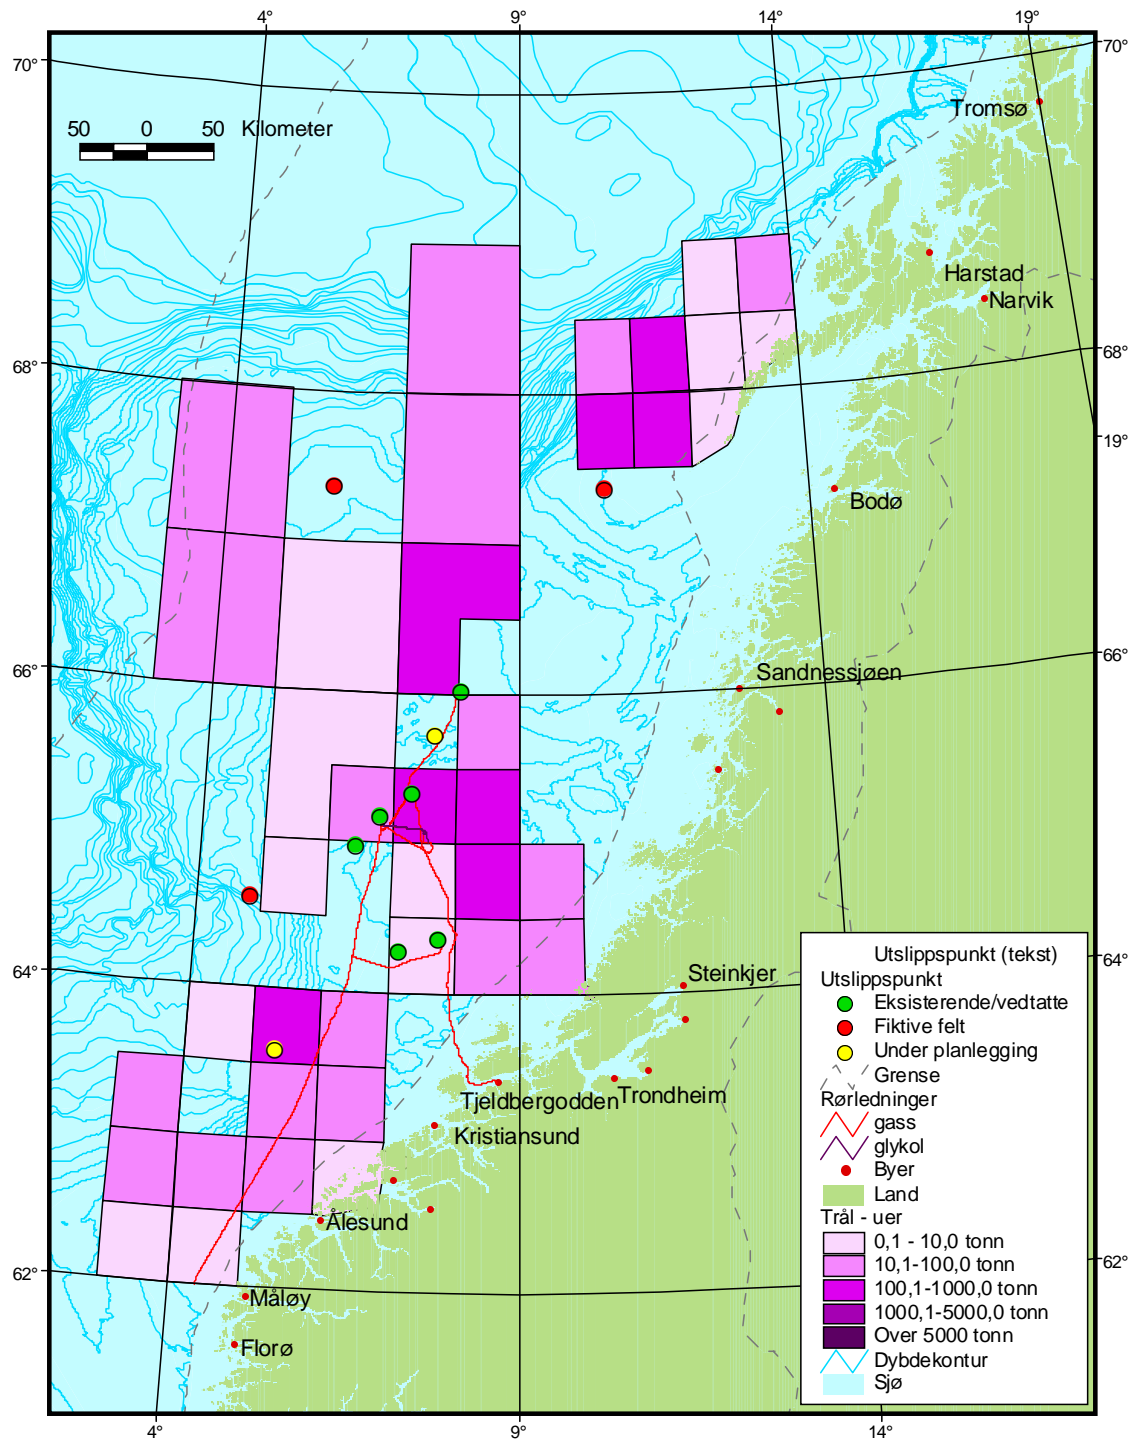 4° 9° 14° 19°
70° 70°
Tromsø
50 0 50 Kilometer
Harstad
Narvik
68° 68°
19°
Bodø
66° 66°
Sandnessjøen
Steinkjer
64° 64°
Tjeldbergodden Trondheim
Kristiansund
Ålesund
62° 62°
Måløy
Florø
4° 9° 14°
Utslippspunkt (tekst)
Utslippspunkt
Eksisterende/vedtatte
Fiktive felt
Under planlegging
Grense
Rørledninger
gass
glykol
Byer
Land
Trål - uer
0,1 - 10,0 tonn
10,1-100,0 tonn
100,1-1000,0 tonn
1000,1-5000,0 tonn
Over 5000 tonn
Dybdekontur
Sjø